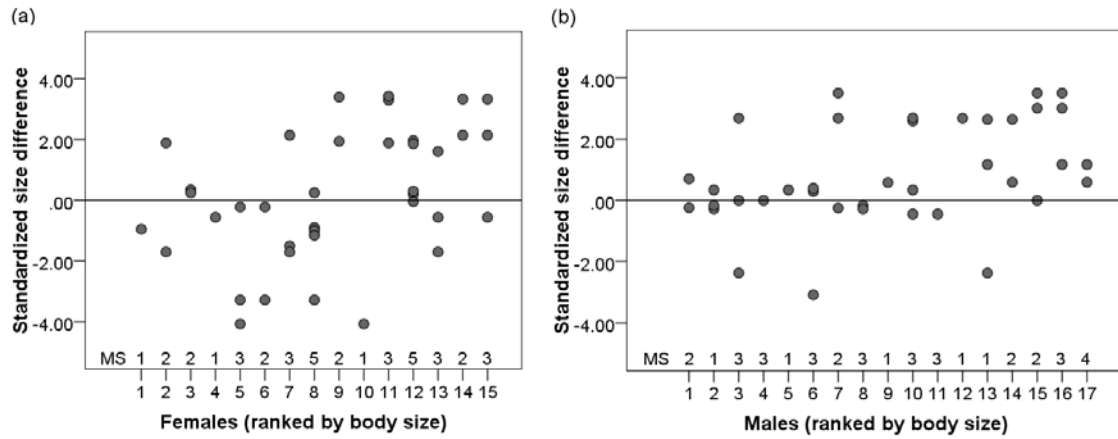 (a)
Standardized size difference
4.00
2.00
.00
-2.00
-4.00
MS 1 2 2 1 3 2 3 5 2 1 3 5 3 2 3
1 2 3 4 5 6 7 8 9 10 11 12 13 14 15
Females (ranked by body size)
(b)
Standardized size difference
4.00
2.00
.00
-2.00
-4.00
MS 2 1 3 3 1 3 2 3 1 3 3 1 1 2 2 3 4
1 2 3 4 5 6 7 8 9 10 11 12 13 14 15 16 17
Males (ranked by body size)